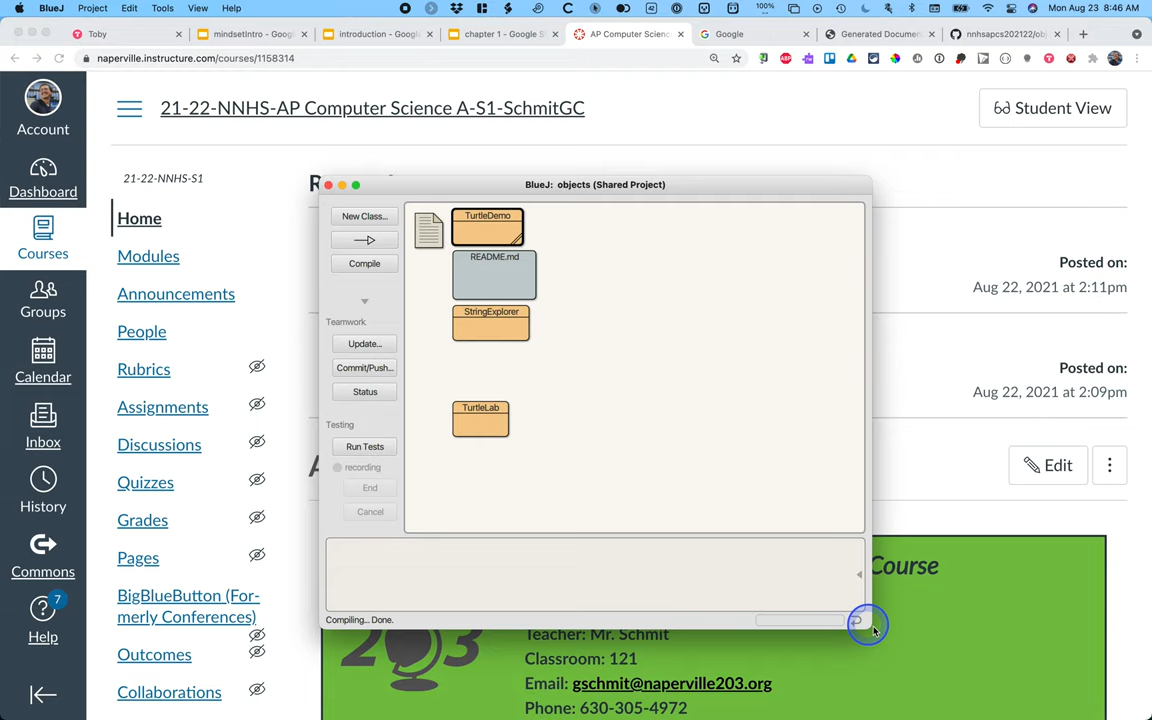 BlueJ Project Edit Tools View Help 100% Mon Aug 23 8:46 AM
Toby mindsetIntro - Google chapter 1 - Google S AP Computer Scienc Google Generated Documen nnhsapcs202122/obj
introduction - Google
naperville.instructure.com/courses/1158314
Account
Dashboard
Courses
Groups
Calendar
Inbox
History
Commons
7
Help
21-22-NNHS-AP Computer Science A-S1-SchmitGC
Student View
21-22-NNHS-S1
Home
Modules
Announcements
People
Rubrics
Assignments
Discussions
Quizzes
Grades
Pages
BigBlueButton (For-
merly Conferences)
Outcomes
Collaborations
Posted on:
Aug 22, 2021 at 2:11pm
Posted on:
Aug 22, 2021 at 2:09pm
Edit
BlueJ: objects (Shared Project)
New Class...
Compile
Teamwork
Update...
Commit/Push...
Status
Testing
Run Tests
recording
End
Cancel
TurtleDemo
README.md
StringExplorer
TurtleLab
Compiling... Done.
Course
203
Teacher: Mr. Schmit
Classroom: 121
Email: gschmit@naperville203.org
Phone: 630-305-4972